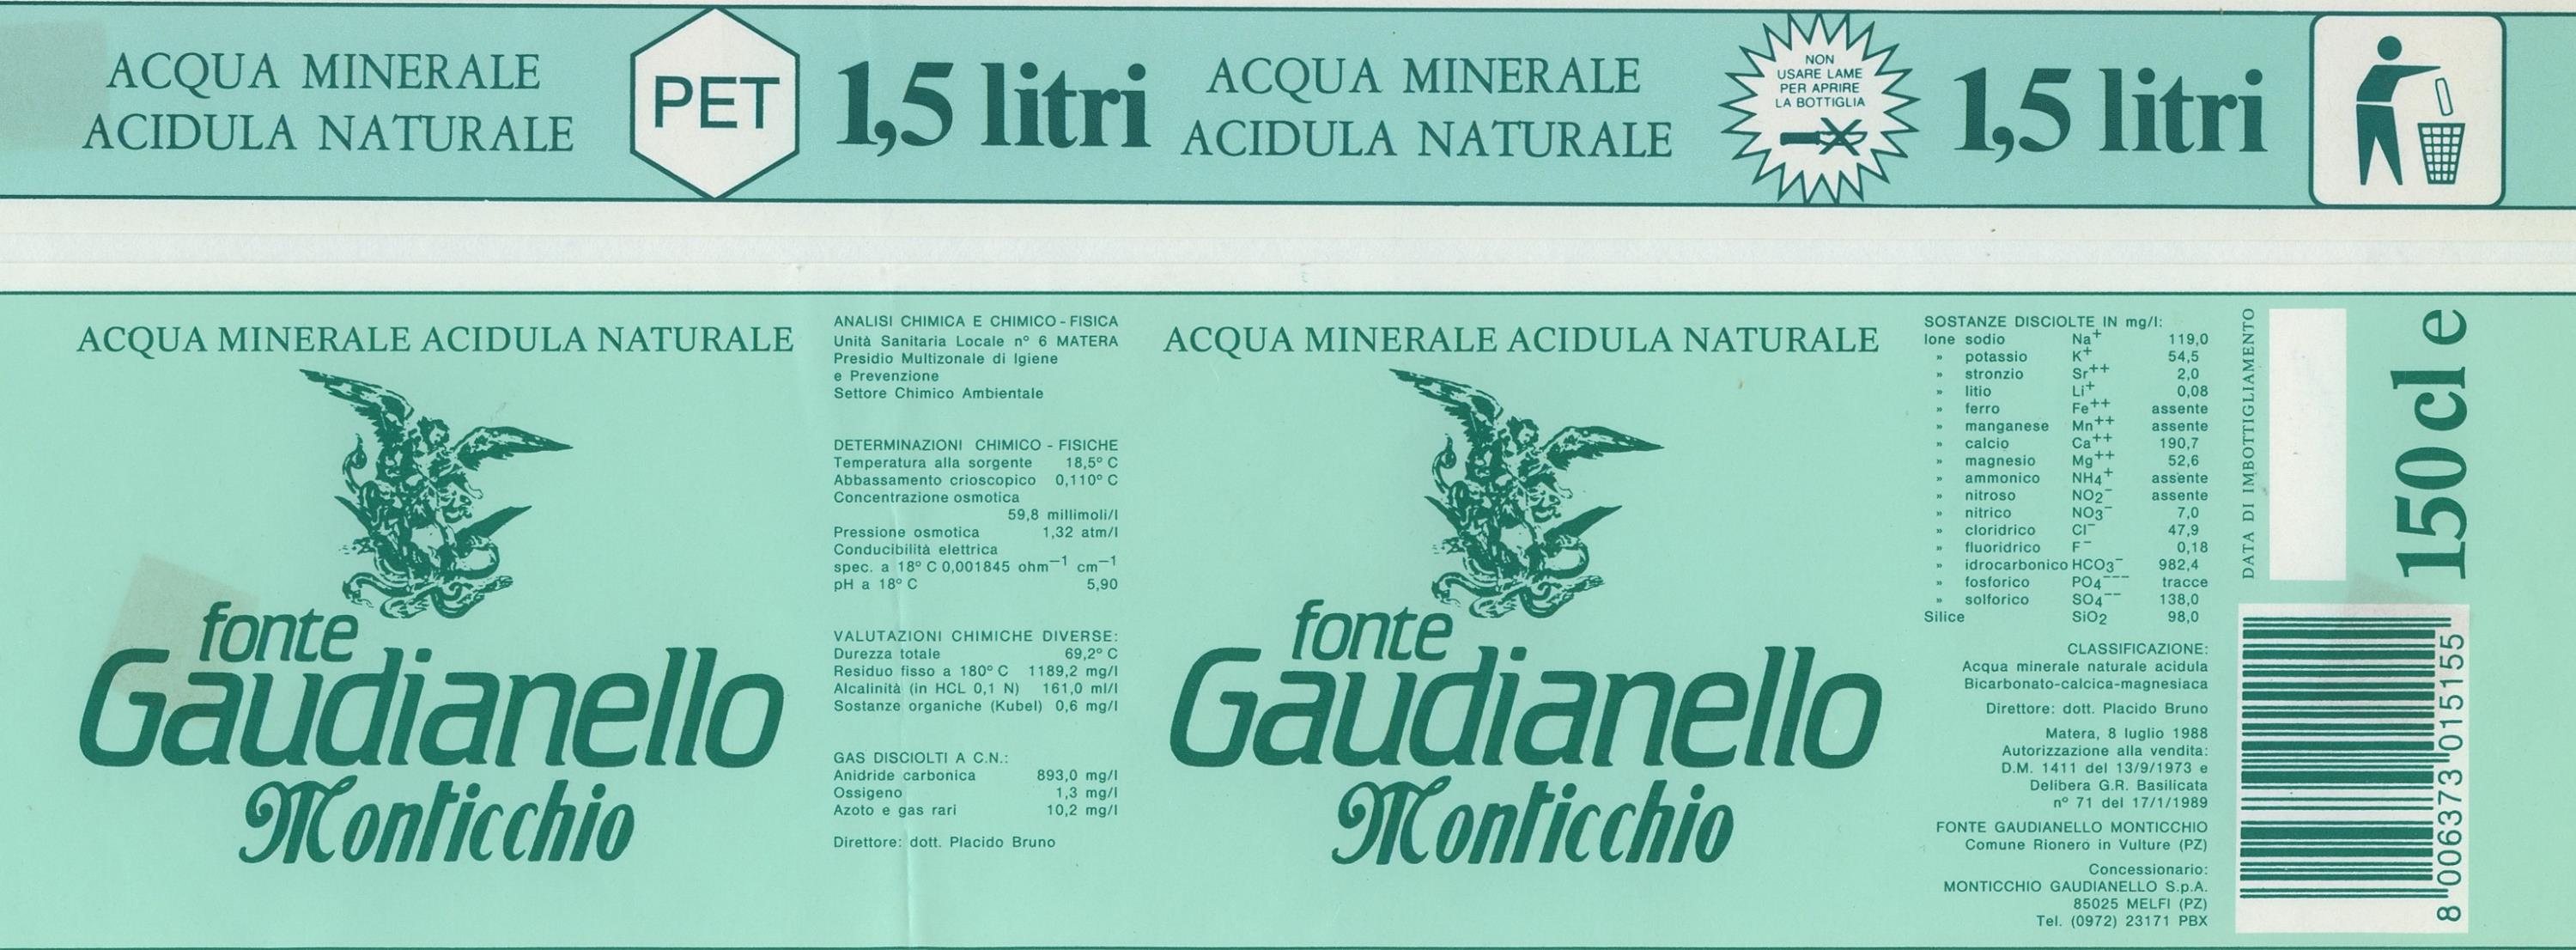 ACQUA MINERALE
ACIDULA NATURALE
PET
1,5 litri
ACQUA MINERALE
ACIDULA NATURALE
NON
USARE LAME
PER APRIRE
LA BOTTIGLIA
1,5 litri
ACQUA MINERALE ACIDULA NATURALE
fonte
Gaudianello
Monticchio
ANALISI CHIMICA E CHIMICO-FISICA
Unità Sanitaria Locale nº 6 MATERA
Presidio Multizonale di Igiene
e Prevenzione
Settore Chimico Ambientale
DETERMINAZIONI CHIMICO - FISICHE
Temperatura alla sorgente 18,5º C
Abbassamento crioscopico 0,110º C
Concentrazione osmotica
59,8 millimoli/l
Pressione osmotica 1,32 atm/l
Conducibilità elettrica
spec. a 18º C 0,001845 ohm⁻¹ cm⁻¹
pH a 18º C 5,90
VALUTAZIONI CHIMICHE DIVERSE:
Durezza totale 69,2º C
Residuo fisso a 180º C 1189,2 mg/l
Alcalinità (in HCL 0,1 N) 161,0 ml/l
Sostanze organiche (Kubel) 0,6 mg/l
GAS DISCIOLTI A C.N.:
Anidride carbonica 893,0 mg/l
Ossigeno 1,3 mg/l
Azoto e gas rari 10,2 mg/l
Direttore: dott. Placido Bruno
ACQUA MINERALE ACIDULA NATURALE
fonte
Gaudianello
Monticchio
SOSTANZE DISCIOLTE IN mg/l:
Ione sodio Na⁺ 119,0
» potassio K⁺ 54,5
» stronzio Sr⁺⁺ 2,0
» litio Li⁺ 0,08
» ferro Fe⁺⁺ assente
» manganese Mn⁺⁺ assente
» calcio Ca⁺⁺ 190,7
» magnesio Mg⁺⁺ 52,6
» ammonico NH₄⁺ assente
» nitroso NO₂⁻ assente
» nitrico NO₃⁻ 7,0
» cloridrico Cl⁻ 47,9
» fluoridrico F⁻ 0,18
» idrocarbonico HCO₃⁻ 982,4
» fosforico PO₄⁻⁻⁻ tracce
» solforico SO₄⁻⁻ 138,0
Silice SiO₂ 98,0
CLASSIFICAZIONE:
Acqua minerale naturale acidula
Bicarbonato-calcica-magnesiaca
Direttore: dott. Placido Bruno
Matera, 8 luglio 1988
Autorizzazione alla vendita:
D.M. 1411 del 13/9/1973 e
Delibera G.R. Basilicata
nº 71 del 17/1/1989
FONTE GAUDIANELLO MONTICCHIO
Comune Rionero in Vulture (PZ)
Concessionario:
MONTICCHIO GAUDIANELLO S.p.A.
85025 MELFI (PZ)
Tel. (0972) 23171 PBX
DATA DI IMBOTTIGLIAMENTO
150 cl e
8 006373 015155